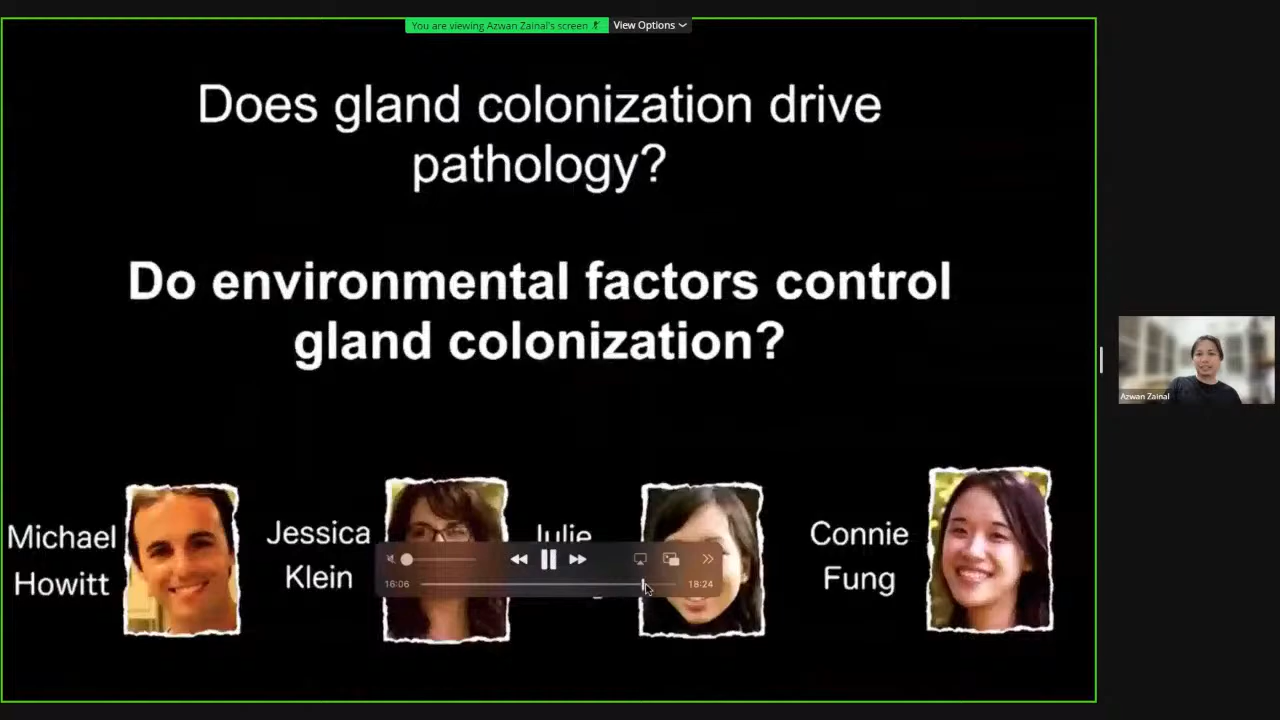 You are viewing Azwan Zainal's screen
View Options
Does gland colonization drive
pathology?
Do environmental factors control
gland colonization?
Michael
Howitt
Jessica
Klein
Julie
Connie
Fung
16:06
18:24
Azwan Zainal